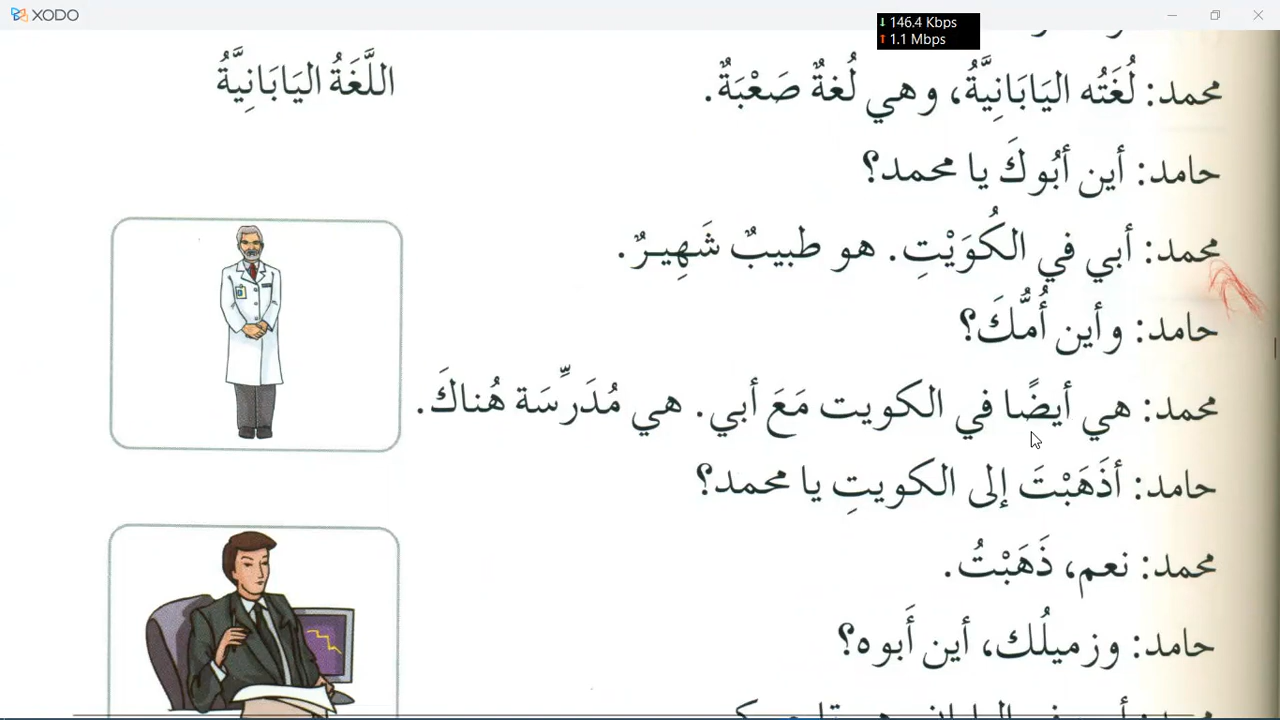 XODO
↓ 146.4 Kbps
↑ 1.1 Mbps
محمد: لُغَتُه اليَابَانِيَّةُ، وهي لُغةٌ صَعْبَةٌ.
اللَّغَةُ اليَابَانِيَّةُ
حامد: أين أبُوكَ يا محمد؟
محمد: أبي في الكُوَيْتِ. هو طبيبٌ شَهِيـرٌ.
حامد: وأين أُمُّكَ؟
محمد: هي أيضًا في الكويت مَعَ أبي. هي مُدَرِّسَة هُناكَ.
حامد: أذَهَبْتَ إلى الكويتِ يا محمد؟
محمد: نعم، ذَهَبْتُ.
حامد: وزميلُك، أين أَبوه؟